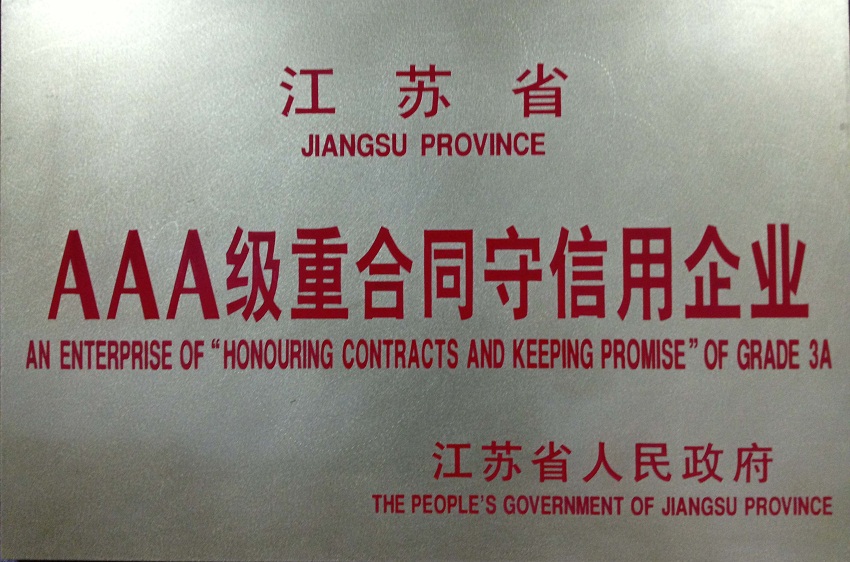 江苏省
JIANGSU PROVINCE
AAA级重合同守信用企业
AN ENTERPRISE OF “HONOURING CONTRACTS AND KEEPING PROMISE” OF GRADE 3A
江苏省人民政府
THE PEOPLE'S GOVERNMENT OF JIANGSU PROVINCE